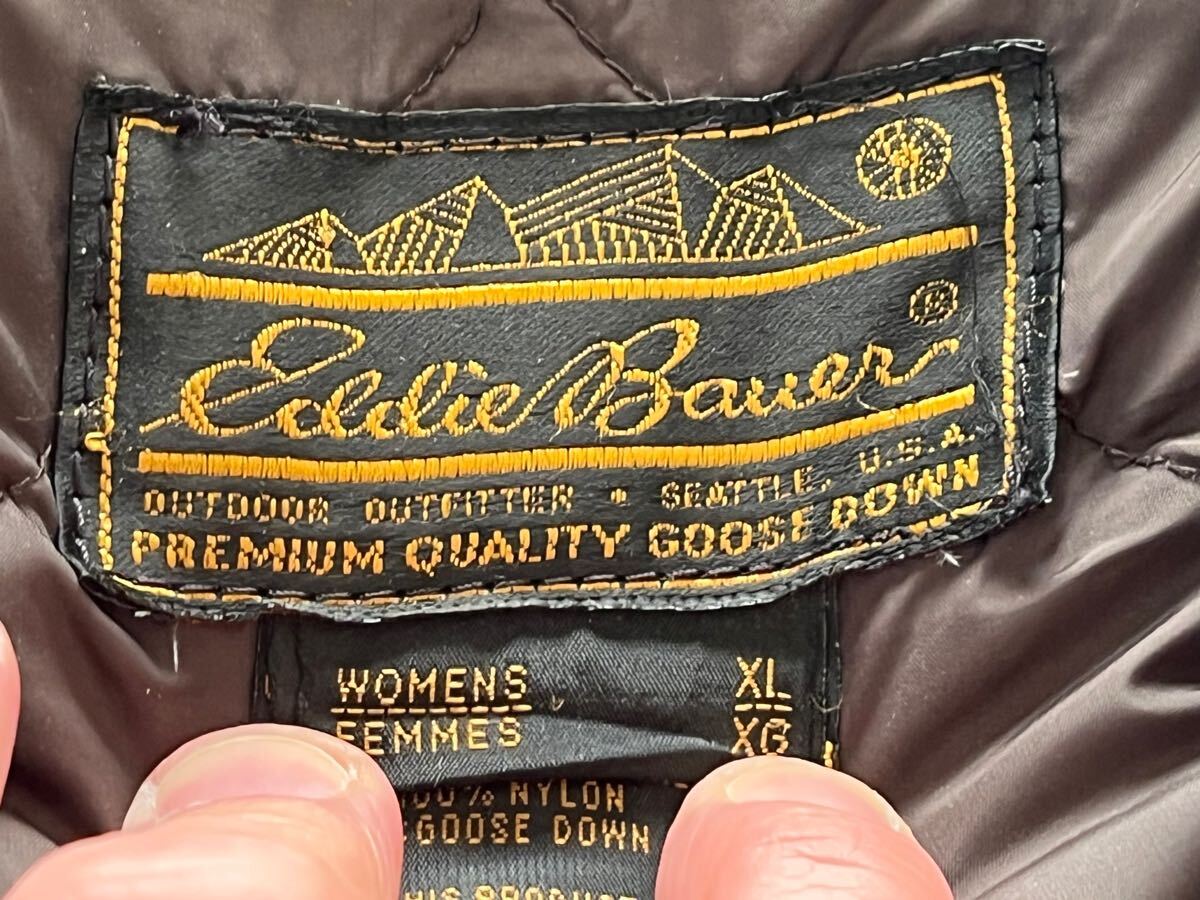 Eddie Bauer ®
OUTDOOR OUTFITTER • SEATTLE, U.S.A.
PREMIUM QUALITY GOOSE DOWN
WOMENS XL
FEMMES XG
100% NYLON
GOOSE DOWN